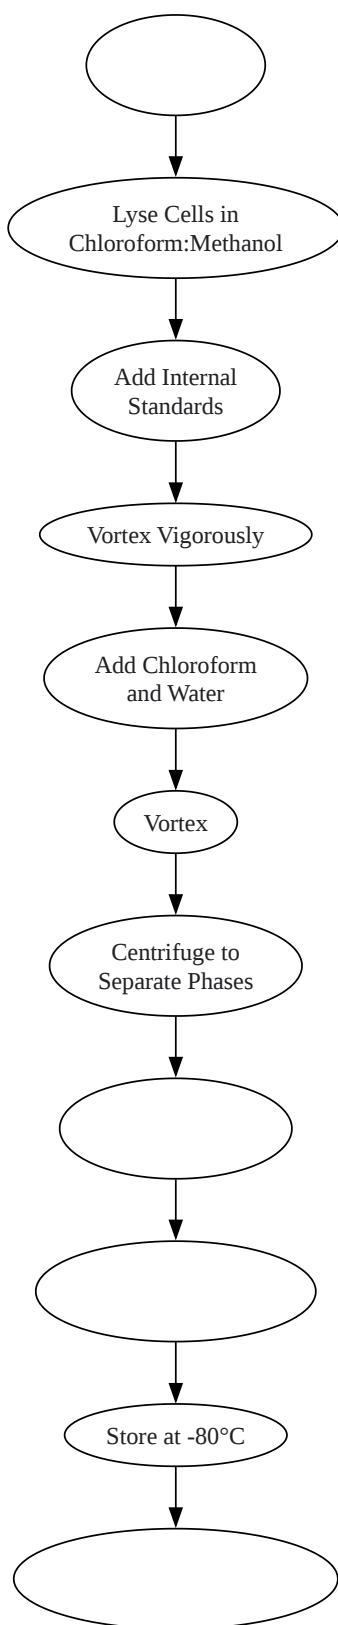 Lyse Cells in
Chloroform:Methanol
Add Internal
Standards
Vortex Vigorously
Add Chloroform
and Water
Vortex
Centrifuge to
Separate Phases
Store at -80°C